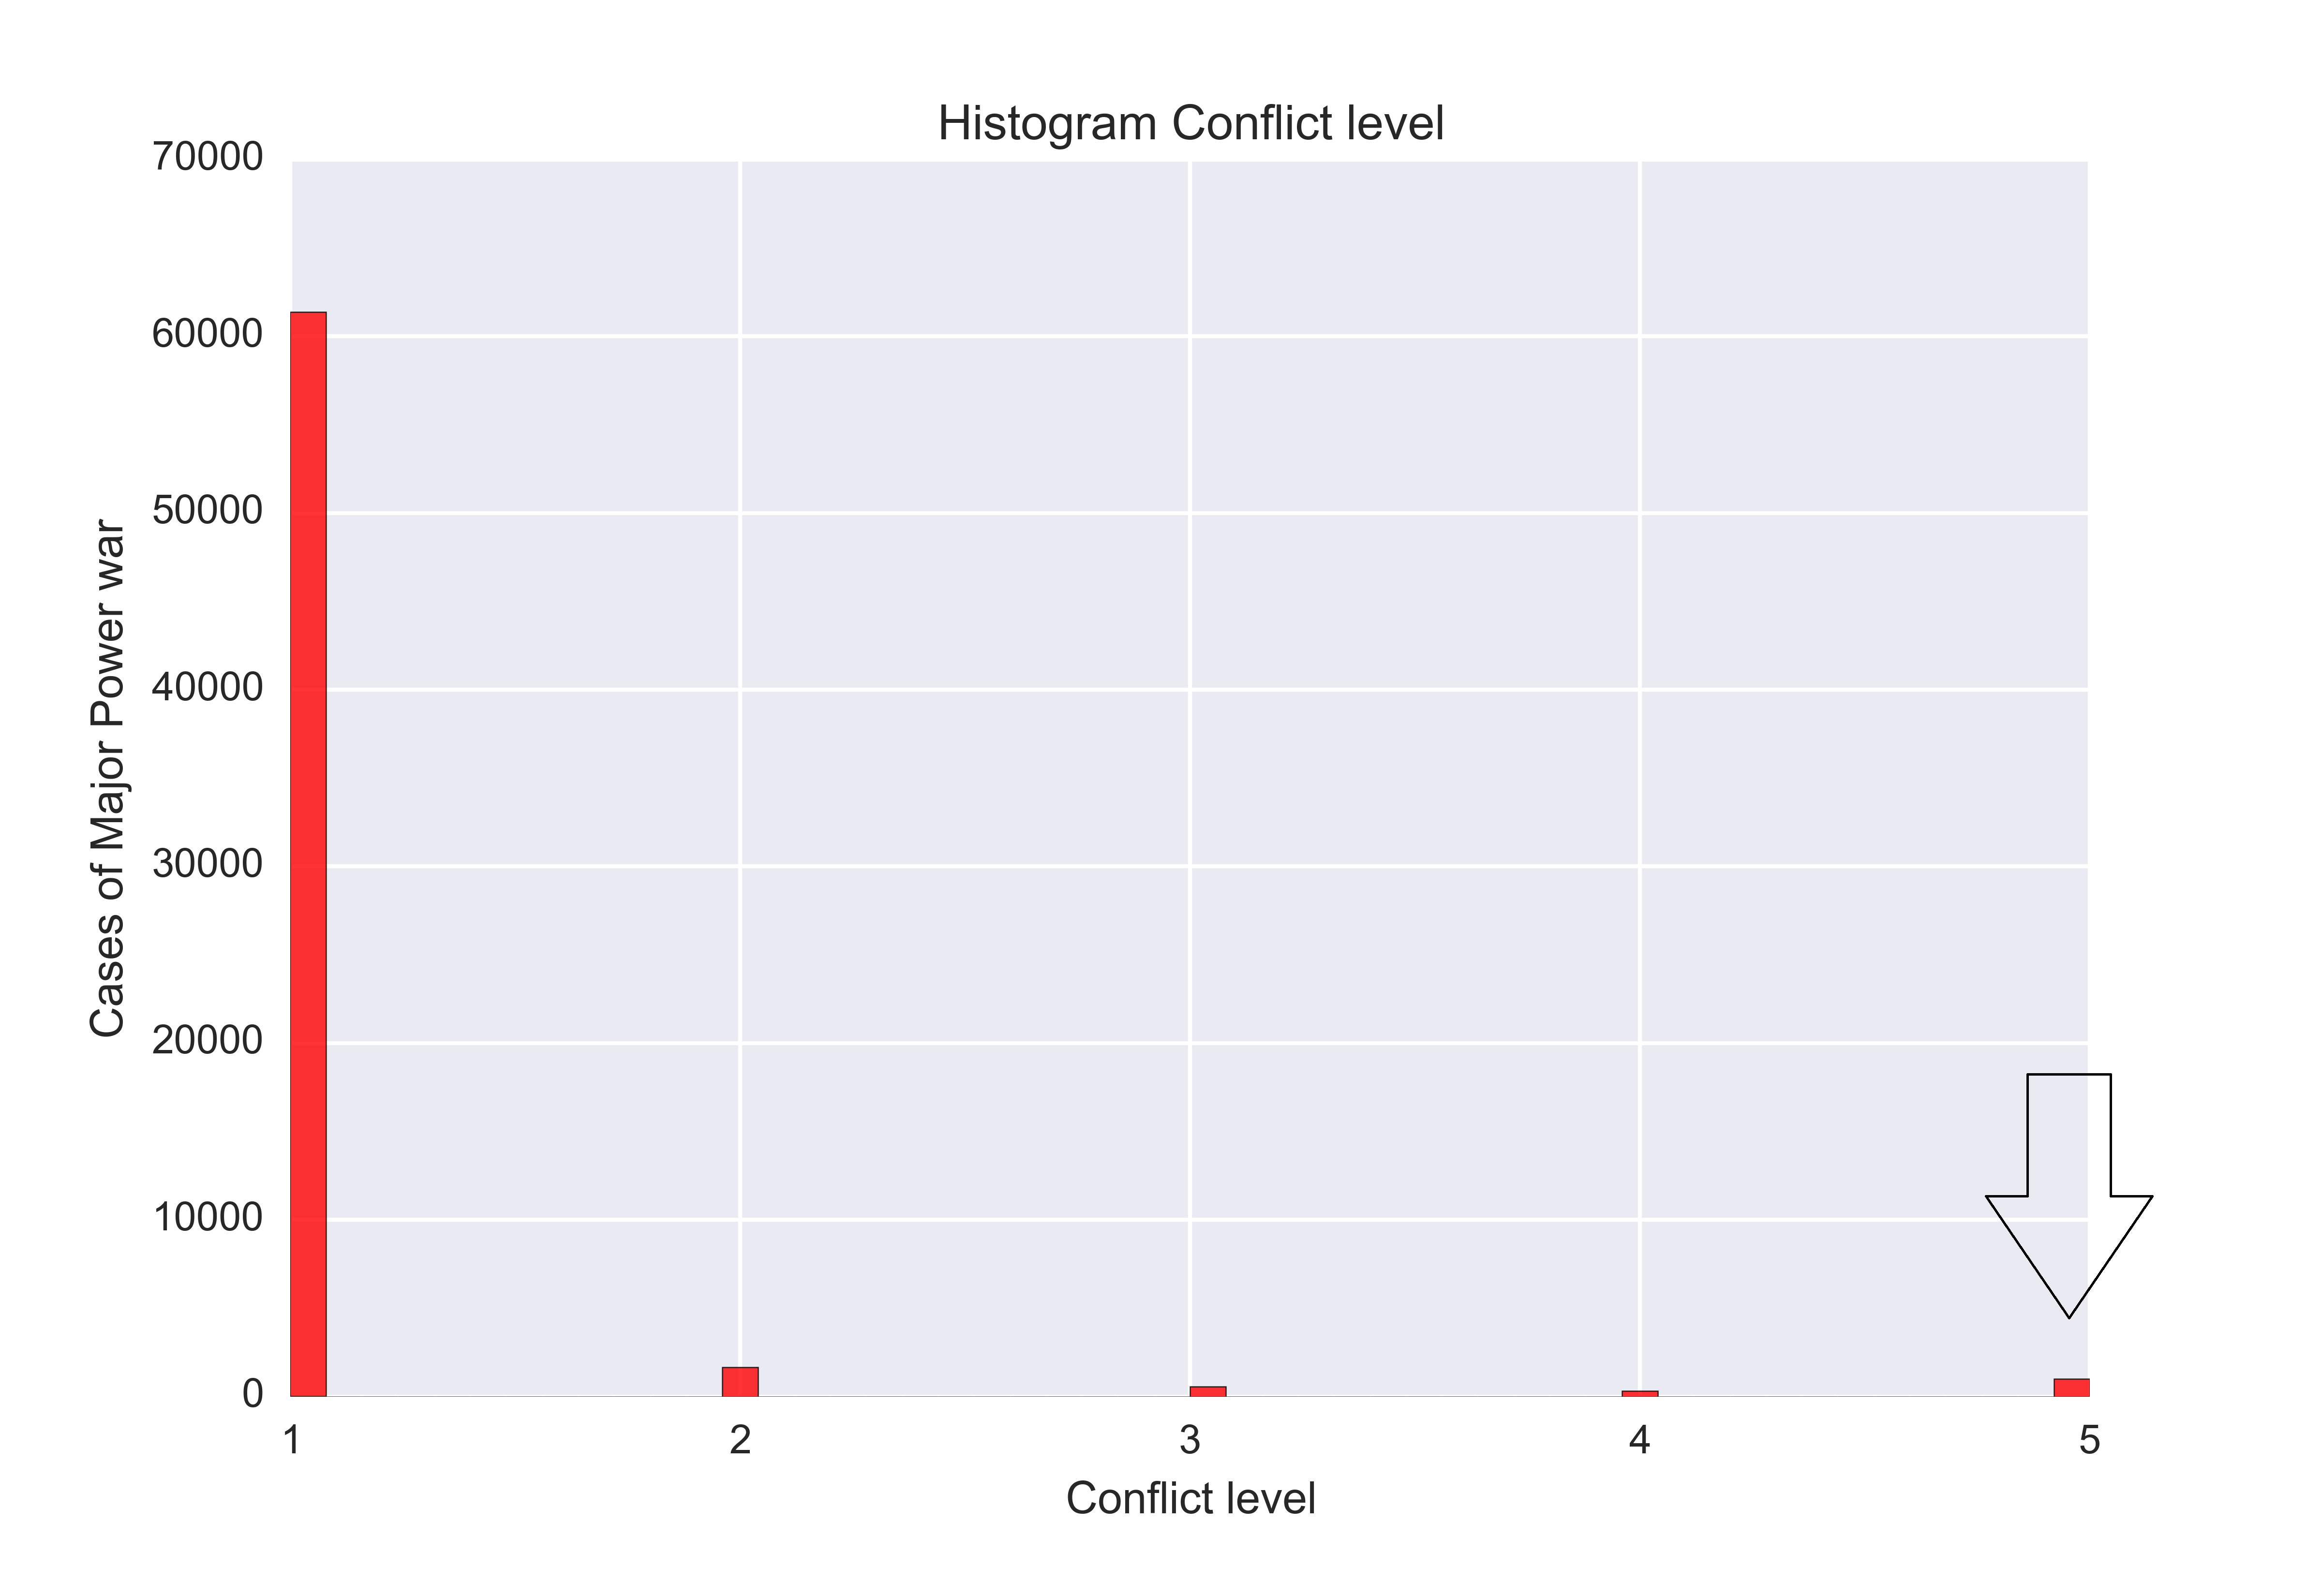 Histogram Conflict level
70000
60000
50000
40000
30000
20000
10000
0
Cases of Major Power war
1 2 3 4 5
Conflict level